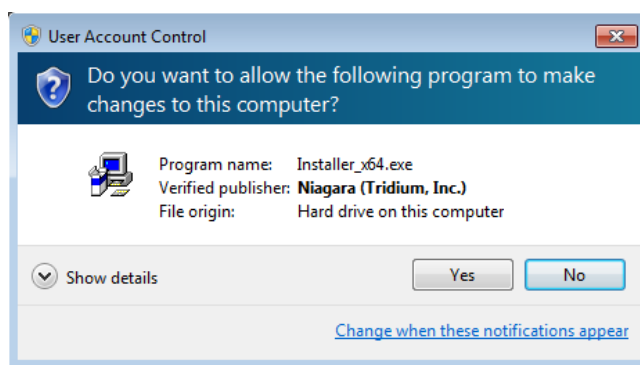 User Account Control
Do you want to allow the following program to make
changes to this computer?
Program name: Installer_x64.exe
Verified publisher: Niagara (Tridium, Inc.)
File origin: Hard drive on this computer
Show details
Yes
No
Change when these notifications appear